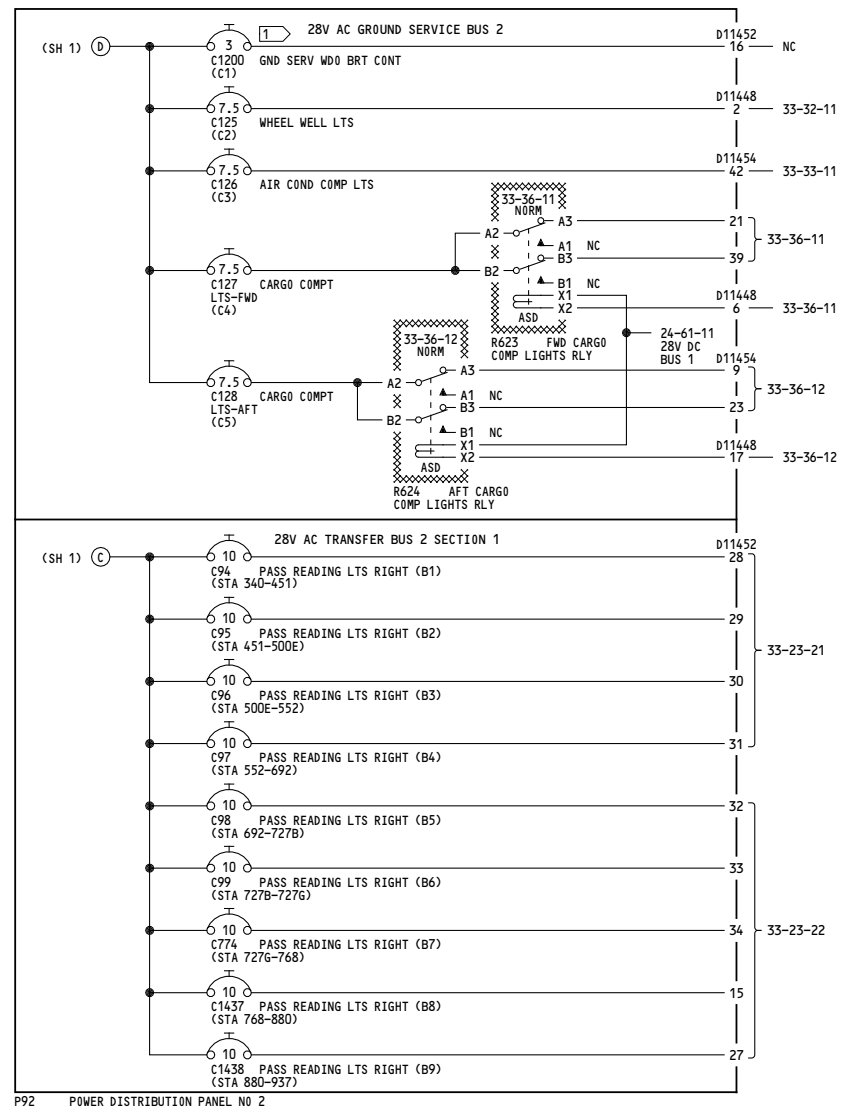 28V AC GROUND SERVICE BUS 2
1
(SH 1) D
3
C1200 GND SERV WDO BRT CONT
(C1)
D11452
16 NC
7.5
C125 WHEEL WELL LTS
(C2)
D11448
2 33-32-11
7.5
C126 AIR COND COMP LTS
(C3)
D11454
42 33-33-11
7.5
C127 CARGO COMPT
LTS-FWD
(C4)
33-36-11
NORM
A2 A3 21
A1 NC
B2 B3 39
33-36-11
B1 NC
X1
X2
ASD
D11448
6 33-36-11
R623 FWD CARGO
COMP LIGHTS RLY
24-61-11
28V DC
BUS 1
7.5
C128 CARGO COMPT
LTS-AFT
(C5)
33-36-12
NORM
D11454
A2 A3 9
A1 NC
B2 B3 23
33-36-12
B1 NC
X1
X2
ASD
D11448
17 33-36-12
R624 AFT CARGO
COMP LIGHTS RLY
28V AC TRANSFER BUS 2 SECTION 1
(SH 1) C
10
C94 PASS READING LTS RIGHT (B1)
(STA 340-451)
D11452
28
10
C95 PASS READING LTS RIGHT (B2)
(STA 451-500E)
29
33-23-21
10
C96 PASS READING LTS RIGHT (B3)
(STA 500E-552)
30
10
C97 PASS READING LTS RIGHT (B4)
(STA 552-692)
31
10
C98 PASS READING LTS RIGHT (B5)
(STA 692-727B)
32
10
C99 PASS READING LTS RIGHT (B6)
(STA 727B-727G)
33
10
C774 PASS READING LTS RIGHT (B7)
(STA 727G-768)
34 33-23-22
10
C1437 PASS READING LTS RIGHT (B8)
(STA 768-880)
15
10
C1438 PASS READING LTS RIGHT (B9)
(STA 880-937)
27
P92 POWER DISTRIBUTION PANEL NO 2